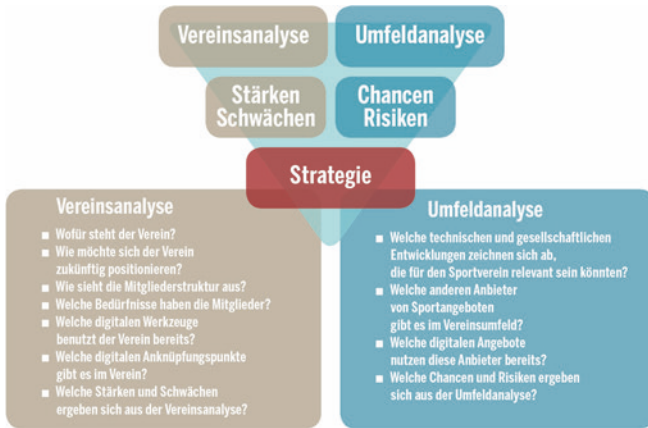 Vereinsanalyse
Umfeldanalyse
Stärken
Schwächen
Chancen
Risiken
Strategie
Vereinsanalyse
■ Wofür steht der Verein?
■ Wie möchte sich der Verein
zukünftig positionieren?
■ Wie sieht die Mitgliederstruktur aus?
■ Welche Bedürfnisse haben die Mitglieder?
■ Welche digitalen Werkzeuge
benutzt der Verein bereits?
■ Welche digitalen Anknüpfungspunkte
gibt es im Verein?
■ Welche Stärken und Schwächen
ergeben sich aus der Vereinsanalyse?
Umfeldanalyse
■ Welche technischen und gesellschaftlichen
Entwicklungen zeichnen sich ab,
die für den Sportverein relevant sein könnten?
■ Welche anderen Anbieter
von Sportangeboten
gibt es im Vereinsumfeld?
■ Welche digitalen Angebote
nutzen diese Anbieter bereits?
■ Welche Chancen und Risiken ergeben
sich aus der Umfeldanalyse?